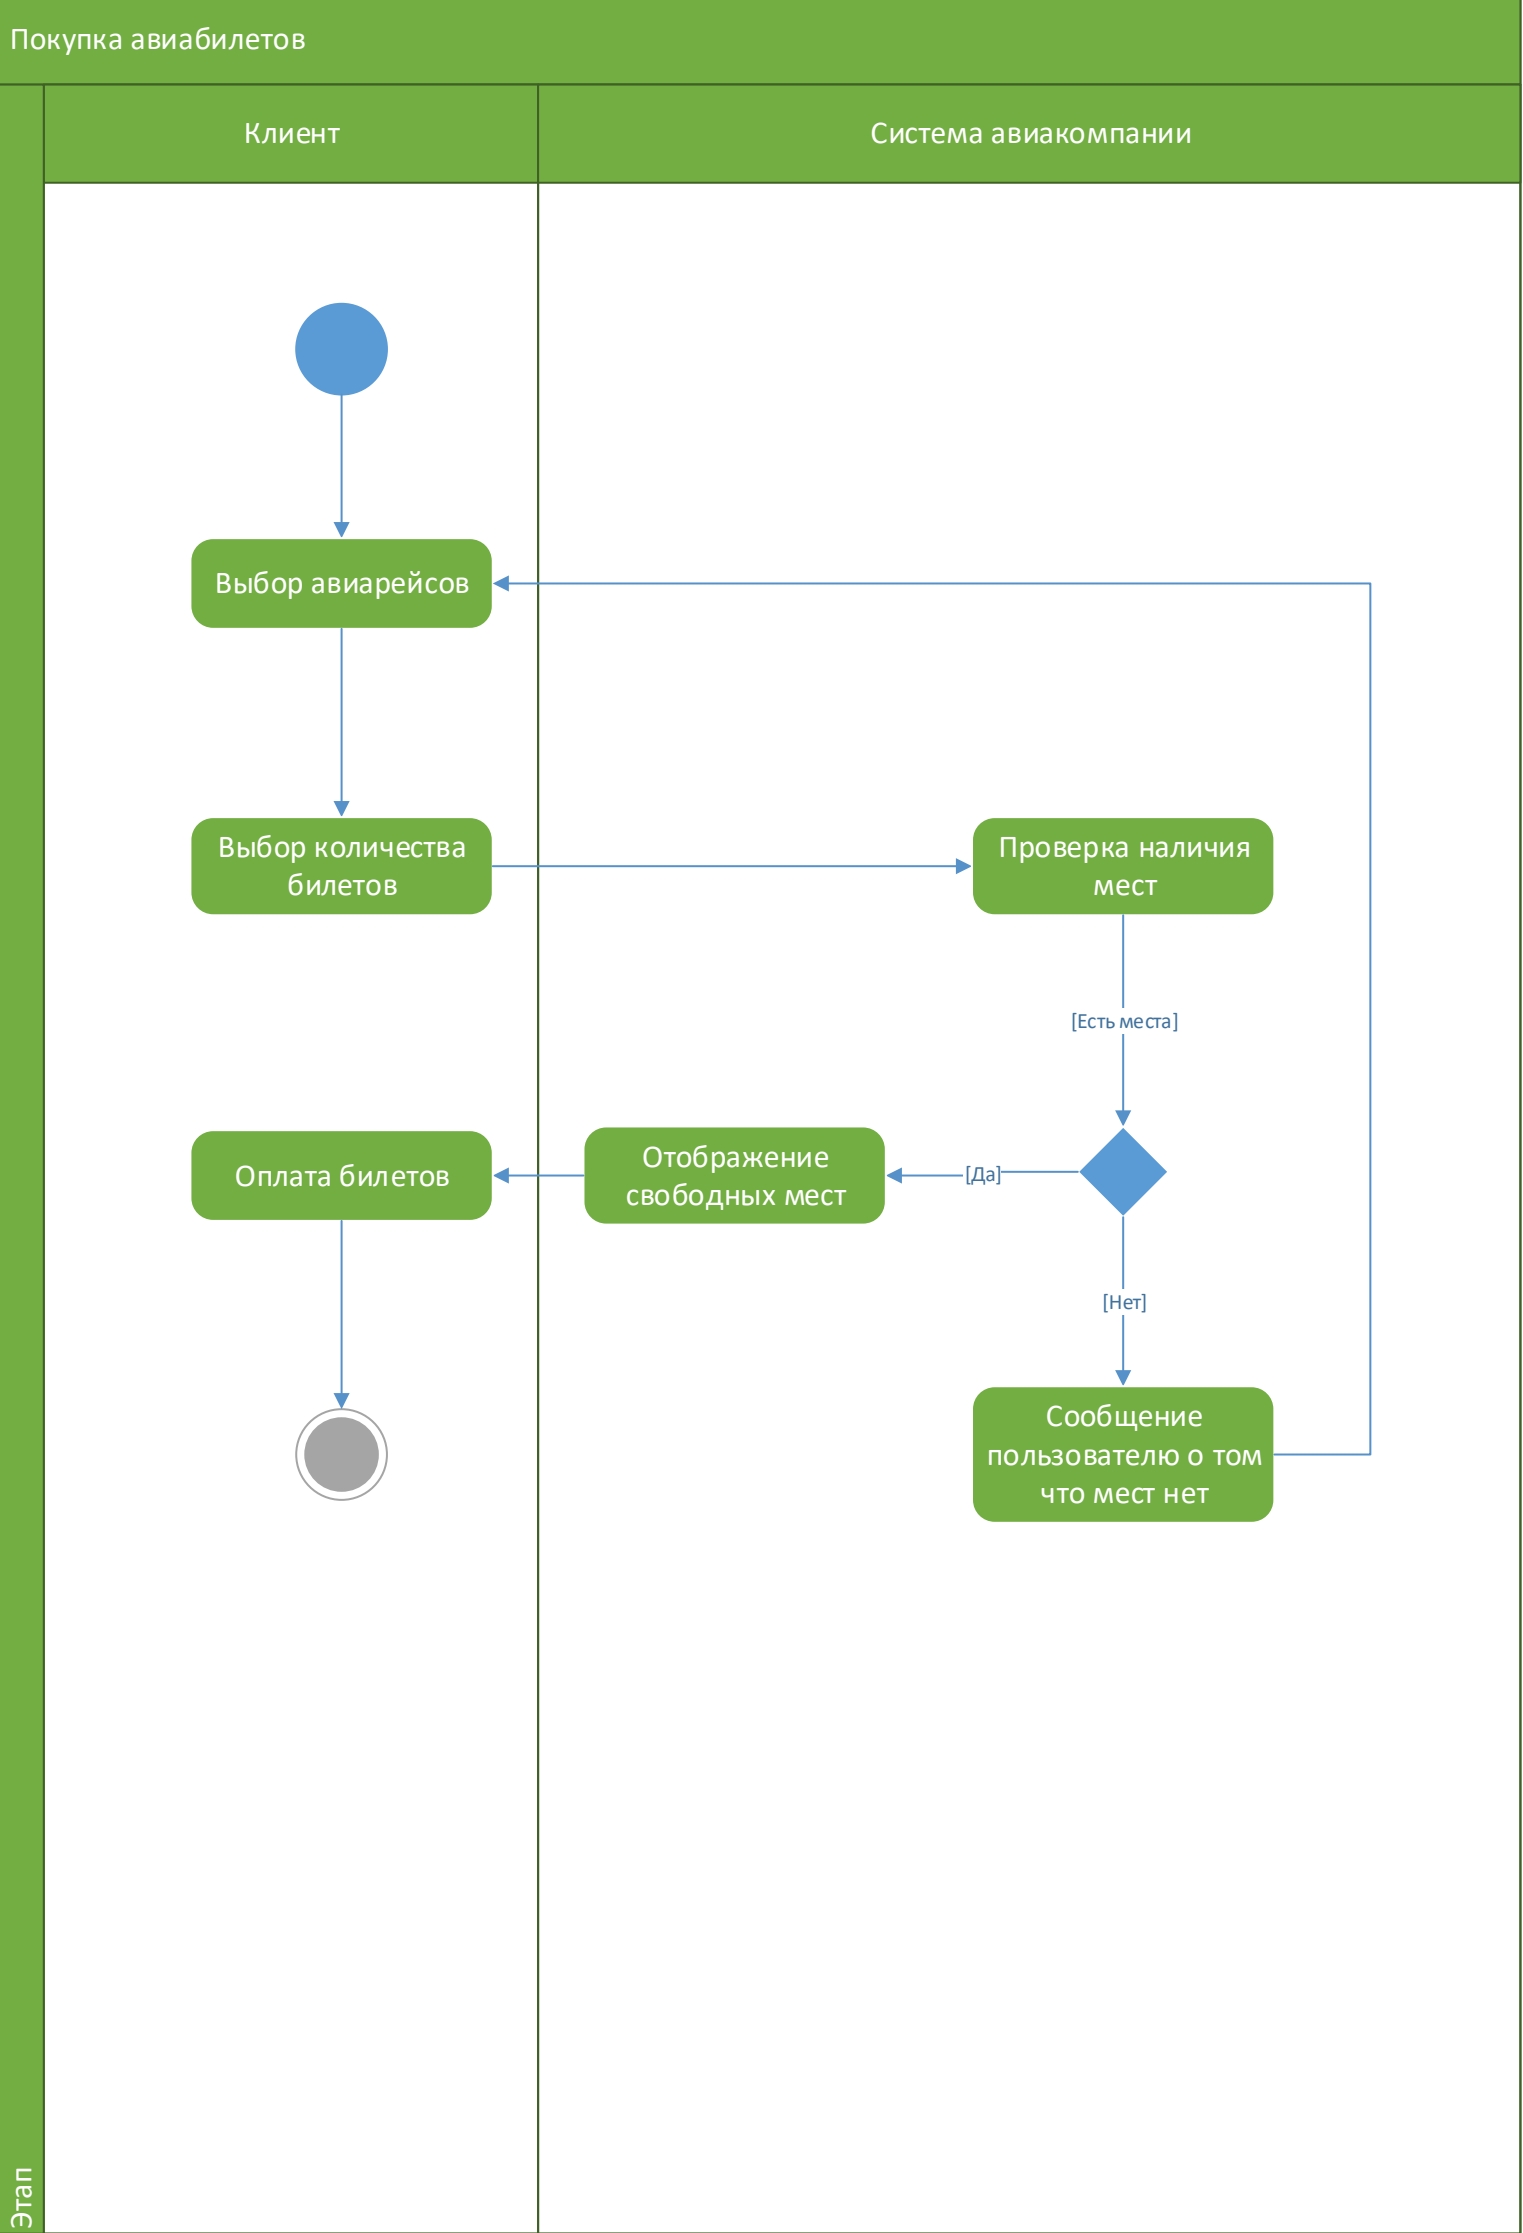 Покупка авиабилетов
Клиент
Система авиакомпании
Выбор авиарейсов
Выбор количества
билетов
Проверка наличия
мест
[Есть места]
Оплата билетов
Отображение
свободных мест
[Да]
[Нет]
Сообщение
пользователю о том
что мест нет
Этап